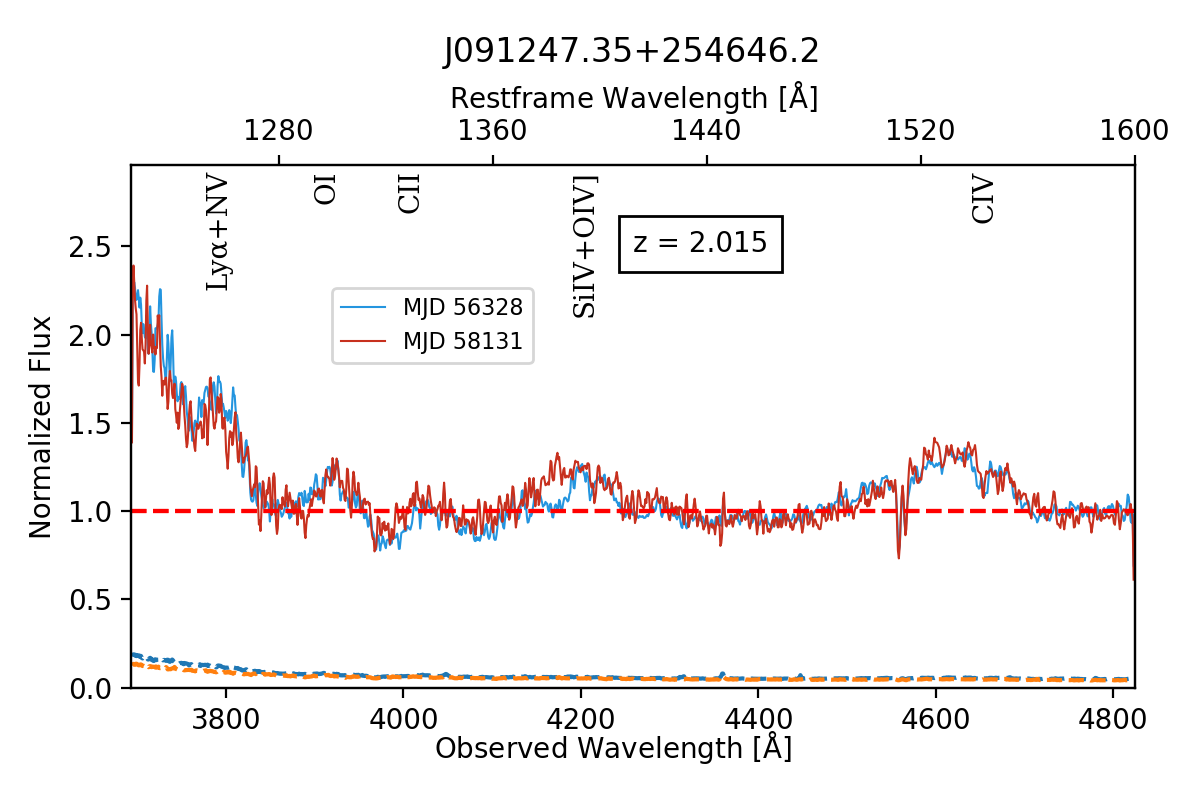 J091247.35+254646.2
Restframe Wavelength [Å]
1280 1360 1440 1520 1600
Lyα+NV
OI
CII
SiIV+OIV]
CIV
z = 2.015
MJD 56328
MJD 58131
Normalized Flux
2.5
2.0
1.5
1.0
0.5
0.0
3800 4000 4200 4400 4600 4800
Observed Wavelength [Å]